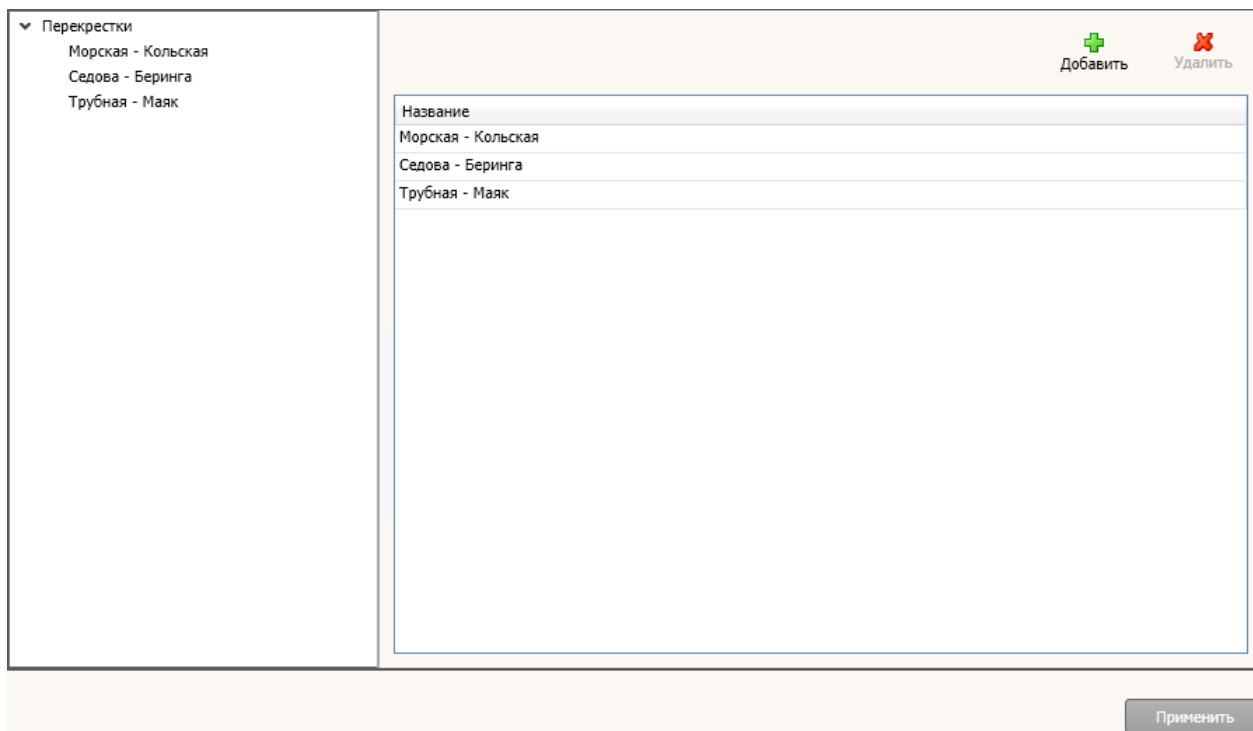 Перекрестки
Морская - Кольская
Седова - Беринга
Трубная - Маяк
Добавить
Удалить
Название
Морская - Кольская
Седова - Беринга
Трубная - Маяк
Применить